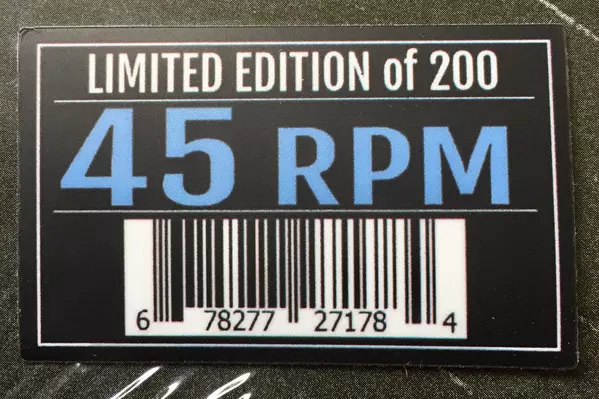 LIMITED EDITION of 200
45 RPM
6 78277 27178 4